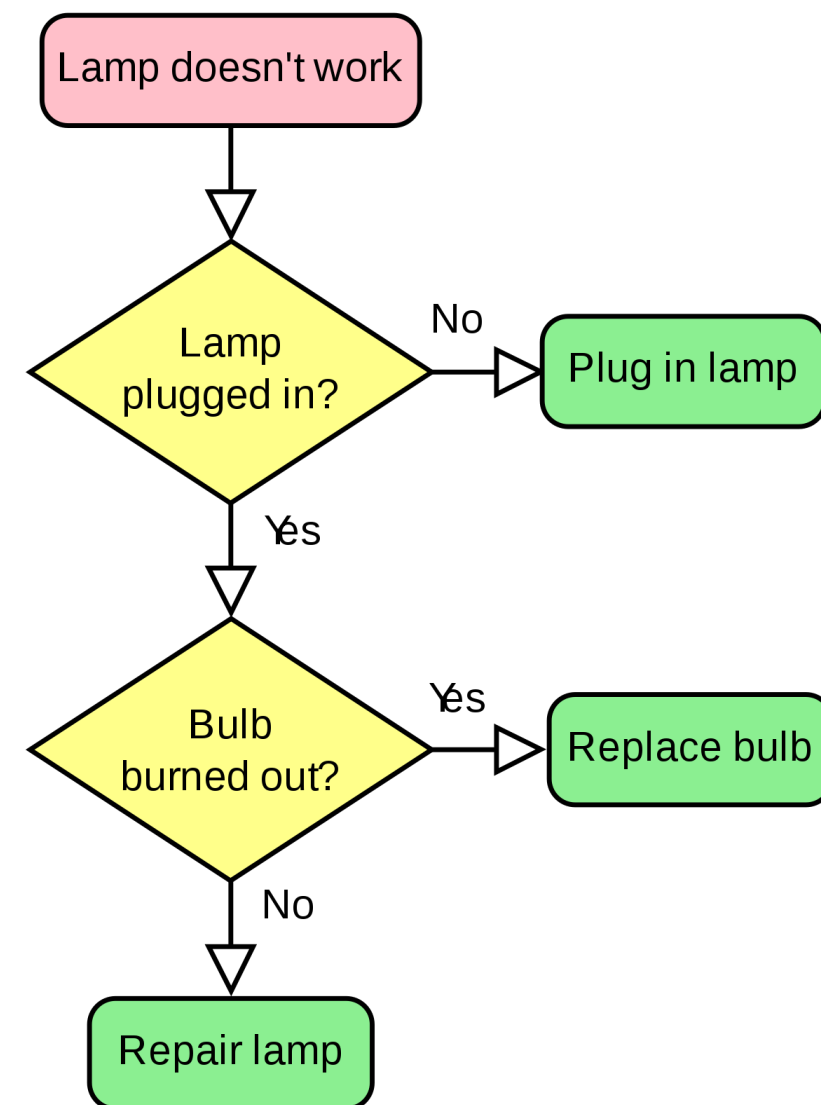 Lamp doesn't work
Lamp
plugged in?
No
Plug in lamp
Yes
Bulb
burned out?
Yes
Replace bulb
No
Repair lamp